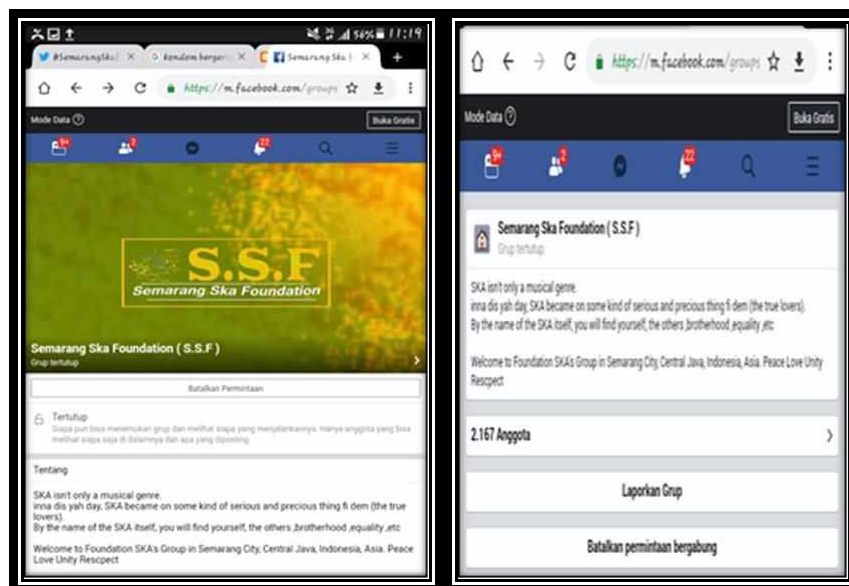 56% 11:19
#SemarangSka/ ×
kondom bergeri ×
Semarang Ska F ×
+
https://m.facebook.com/groups
Mode Data ?
Buka Gratis
9+
2
22
S.S.F
Semarang Ska Foundation
Semarang Ska Foundation ( S.S.F )
Grup tertutup
Batalkan Permintaan
Tertutup
Siapa pun bisa menemukan grup dan melihat siapa yang menjalankannya. Hanya anggota yang bisa
melihat siapa saja di dalamnya dan apa yang diposting.
Tentang
SKA isn't only a musical genre.
inna dis yah day, SKA became on some kind of serious and precious thing fi dem (the true
lovers).
By the name of the SKA itself, you will find yourself, the others ,brotherhood ,equality ,etc
Welcome to Foundation SKA's Group in Semarang City, Central Java, Indonesia, Asia. Peace
Love Unity Rescpect
https://m.facebook.com/groups
Mode Data ?
Buka Gratis
9+
2
22
Semarang Ska Foundation ( S.S.F )
Grup tertutup
SKA isn't only a musical genre.
inna dis yah day, SKA became on some kind of serious and precious thing fi dem (the true lovers).
By the name of the SKA itself, you will find yourself, the others ,brotherhood ,equality ,etc
Welcome to Foundation SKA's Group in Semarang City, Central Java, Indonesia, Asia. Peace Love Unity
Rescpect
2.167 Anggota
Laporkan Grup
Batalkan permintaan bergabung